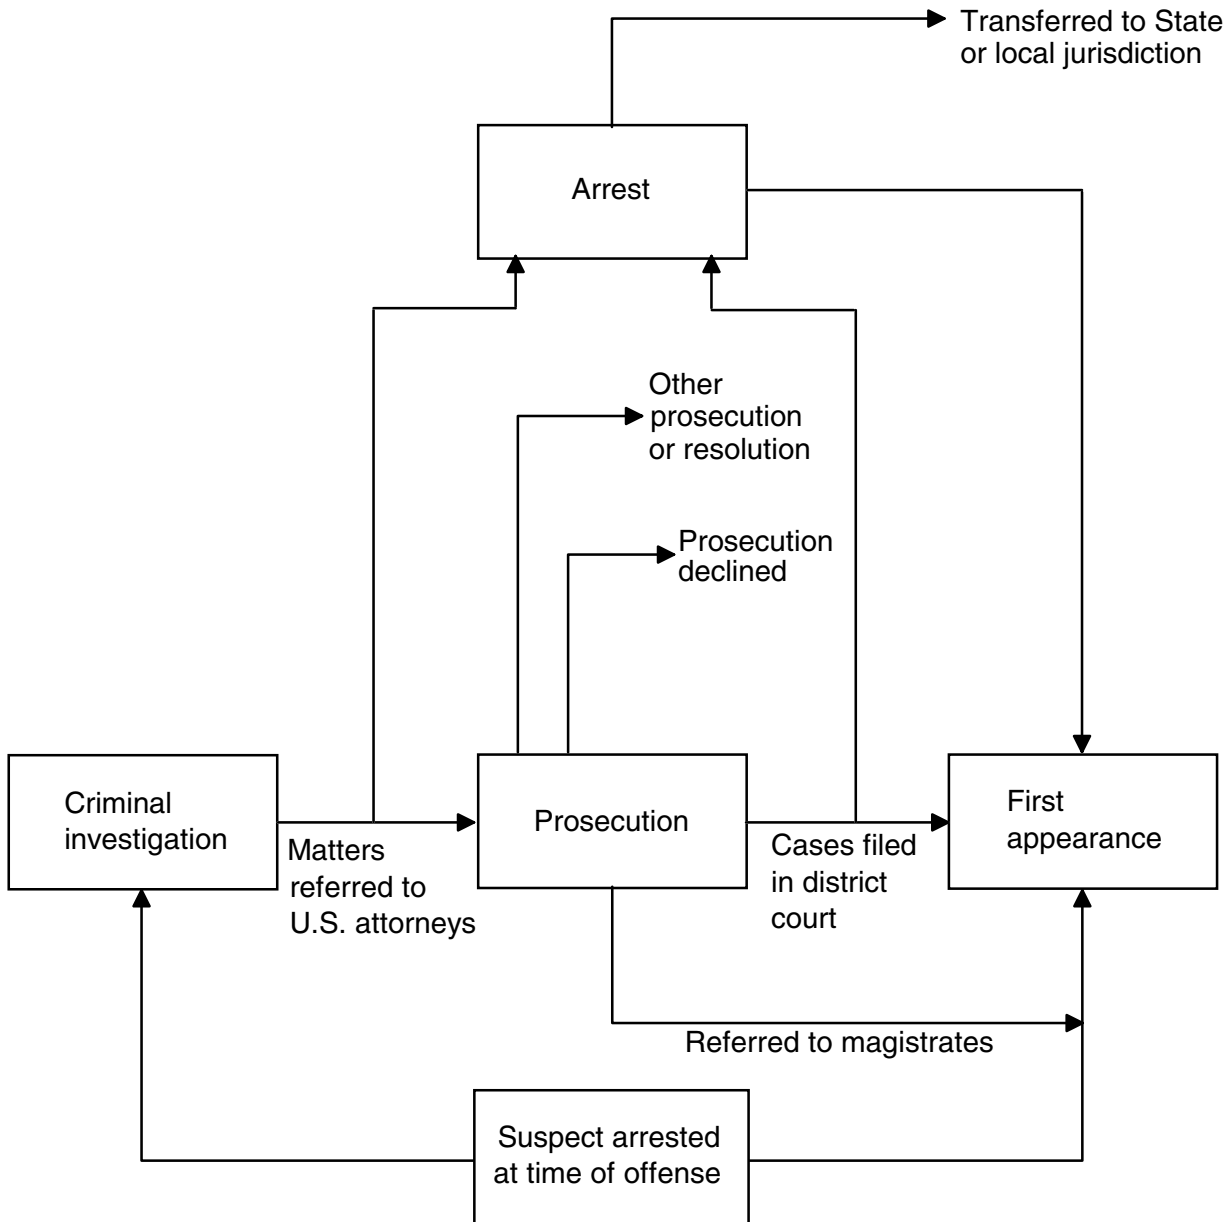 Transferred to State
or local jurisdiction
Arrest
Other
prosecution
or resolution
Prosecution
declined
Criminal
investigation
Matters
referred to
U.S. attorneys
Prosecution
Cases filed
in district
court
First
appearance
Referred to magistrates
Suspect arrested
at time of offense